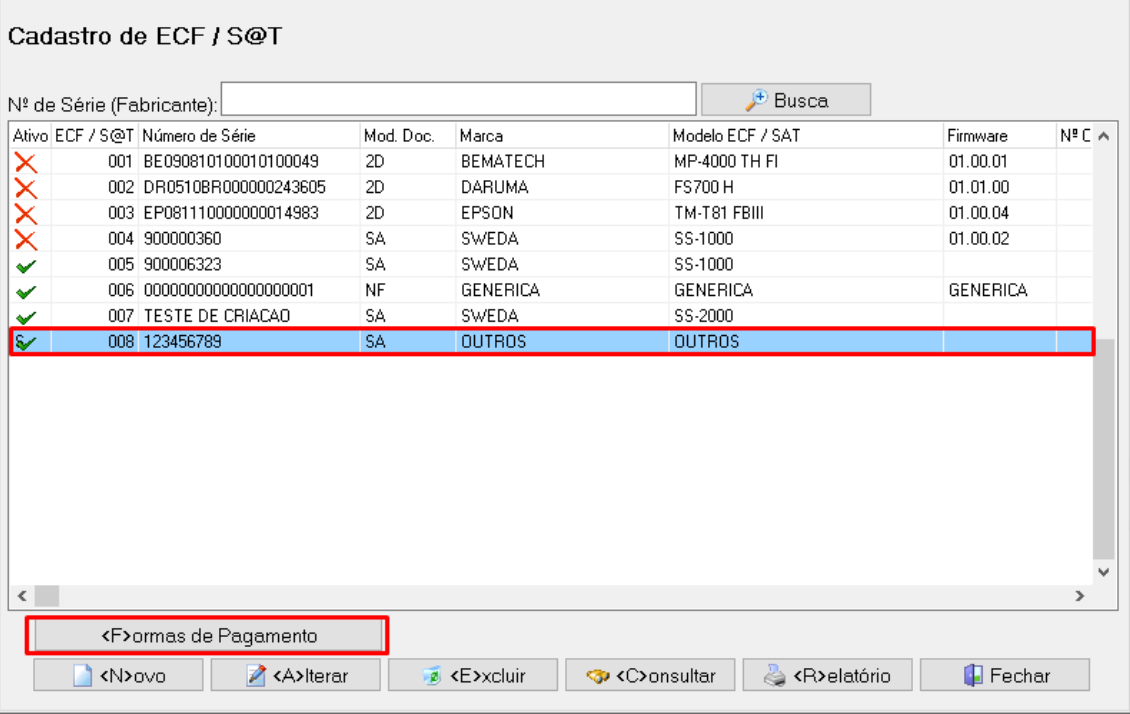 Cadastro de ECF / S@T
Nº de Série (Fabricante): Busca
Ativo ECF / S@T Número de Série Mod. Doc. Marca Modelo ECF / SAT Firmware Nº C
001 BE090810100010100049 2D BEMATECH MP-4000 TH FI 01.00.01
002 DR0510BR000000243605 2D DARUMA FS700 H 01.01.00
003 EP081110000000014983 2D EPSON TM-T81 FBIII 01.00.04
004 900000360 SA SWEDA SS-1000 01.00.02
005 900006323 SA SWEDA SS-1000
006 00000000000000000001 NF GENERICA GENERICA GENERICA
007 TESTE DE CRIACAO SA SWEDA SS-2000
008 123456789 SA OUTROS OUTROS
<F>ormas de Pagamento
<N>ovo <A>lterar <E>xcluir <C>onsultar <R>elatório Fechar